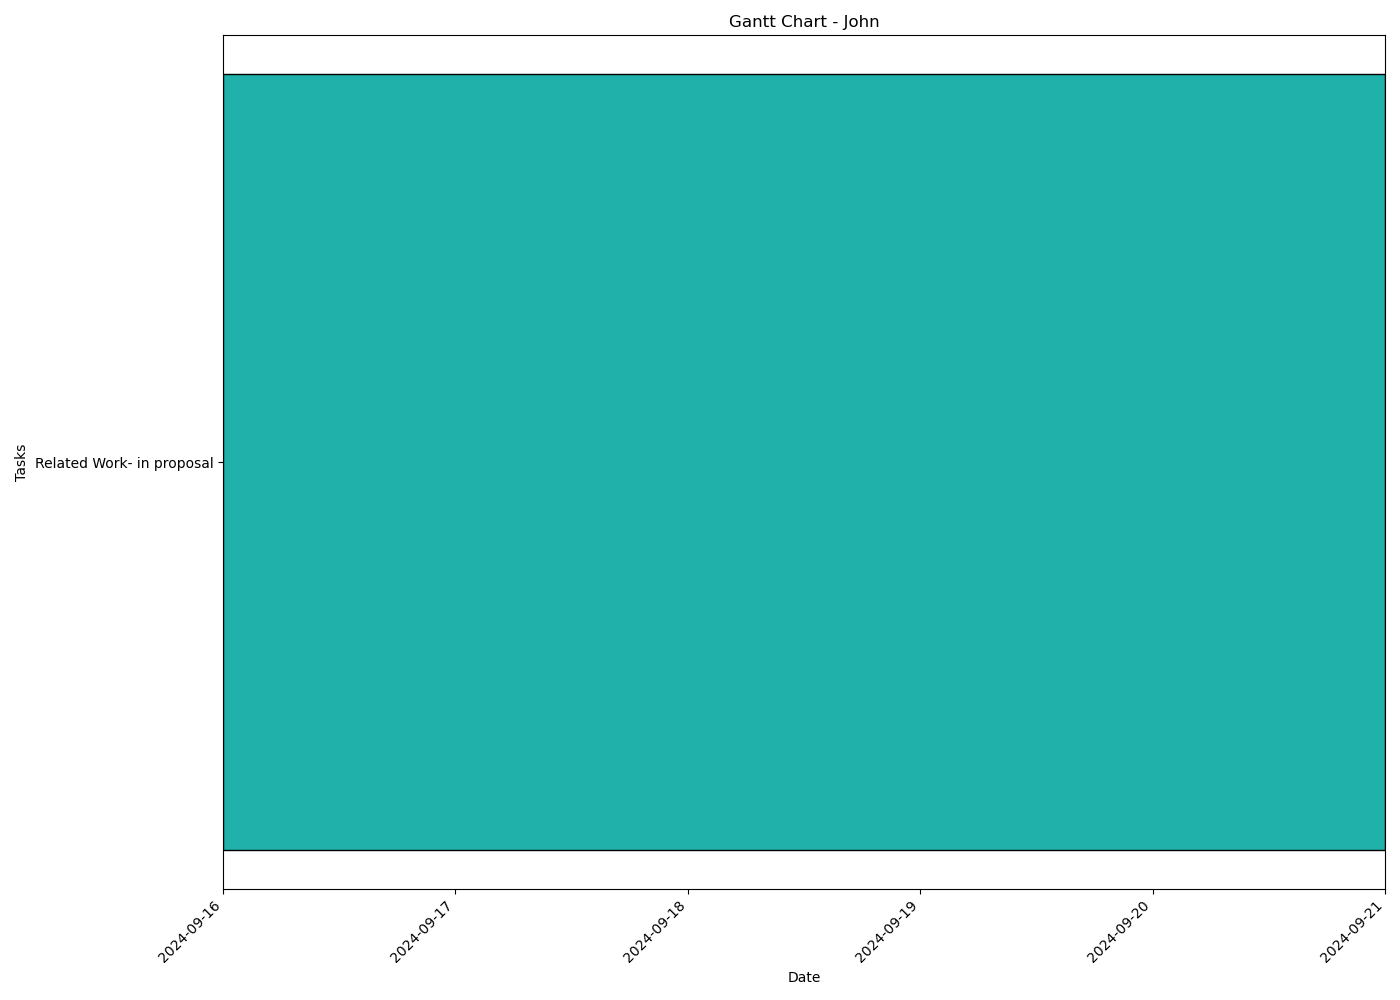 Gantt Chart - John
Tasks
Related Work- in proposal
2024-09-16
2024-09-17
2024-09-18
2024-09-19
2024-09-20
2024-09-21
Date